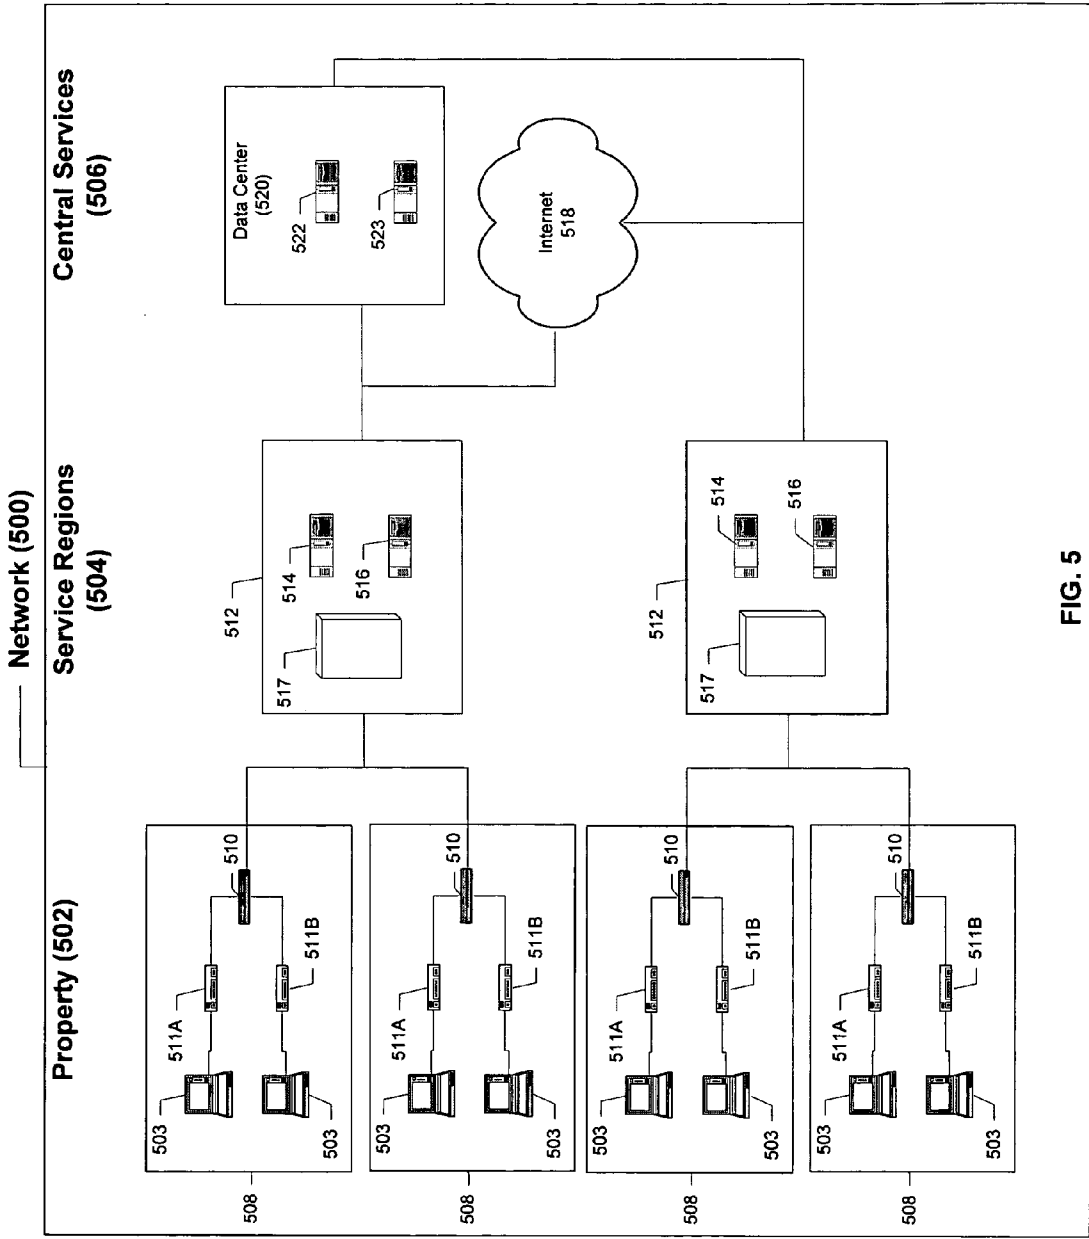 Network (500)
Property (502)
Service Regions
(504)
Central Services
(506)
508
503
503
511A
511B
510
508
503
503
511A
511B
510
508
503
503
511A
511B
510
508
503
503
511A
511B
510
512
517
514
516
512
517
514
516
Data Center
(520)
522
523
Internet
518
FIG. 5